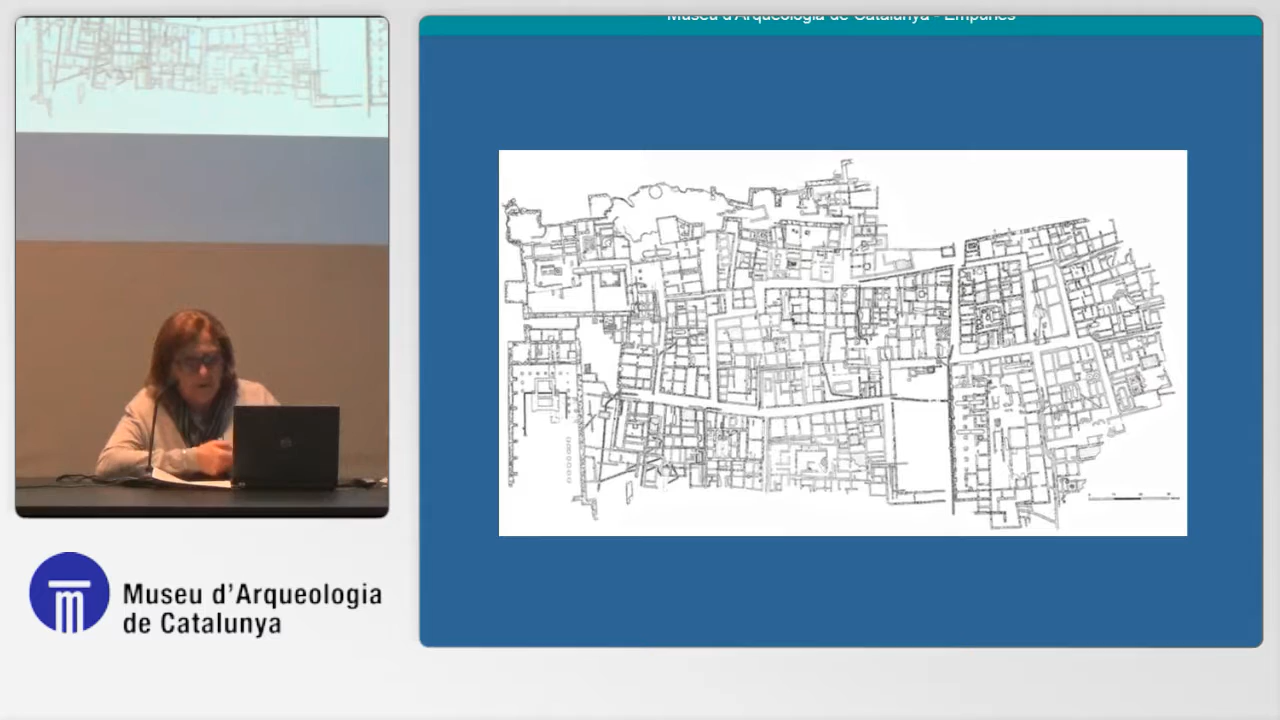 Museu d'Arqueologia de Catalunya - Empúries
Museu d'Arqueologia
de Catalunya